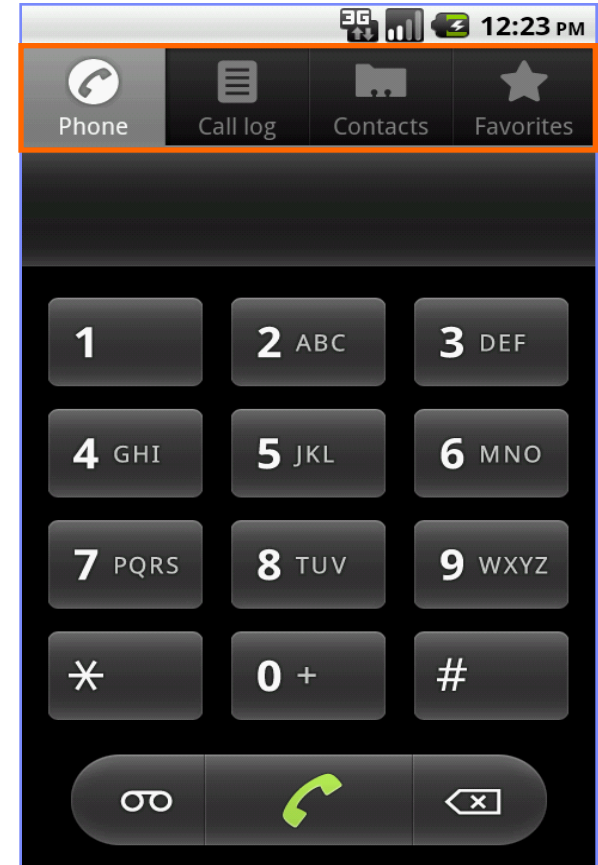 3G 12:23 PM
Phone Call log Contacts Favorites
1 2 ABC 3 DEF
4 GHI 5 JKL 6 MNO
7 PQRS 8 TUV 9 WXYZ
* 0 + #